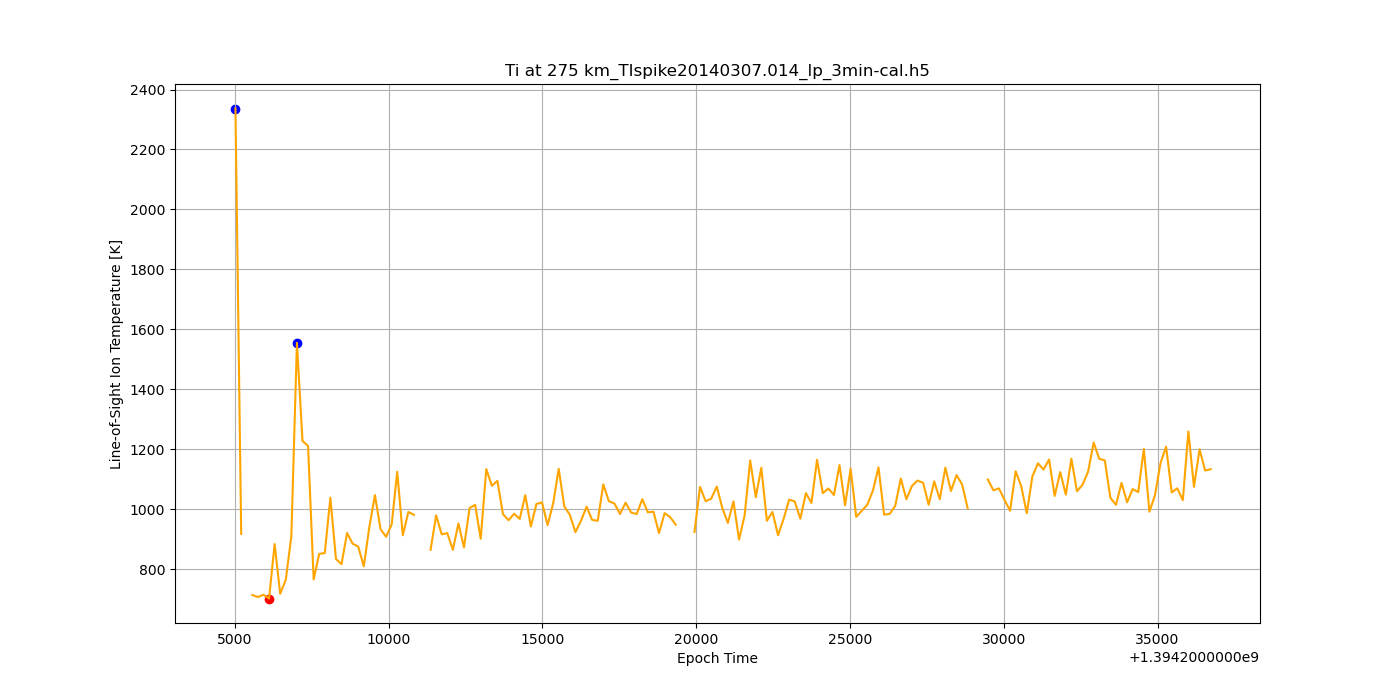 Ti at 275 km_TIspike20140307.014_lp_3min-cal.h5
Line-of-Sight Ion Temperature [K]
2400
2200
2000
1800
1600
1400
1200
1000
800
5000 10000 15000 20000 25000 30000 35000
Epoch Time
+1.3942000000e9